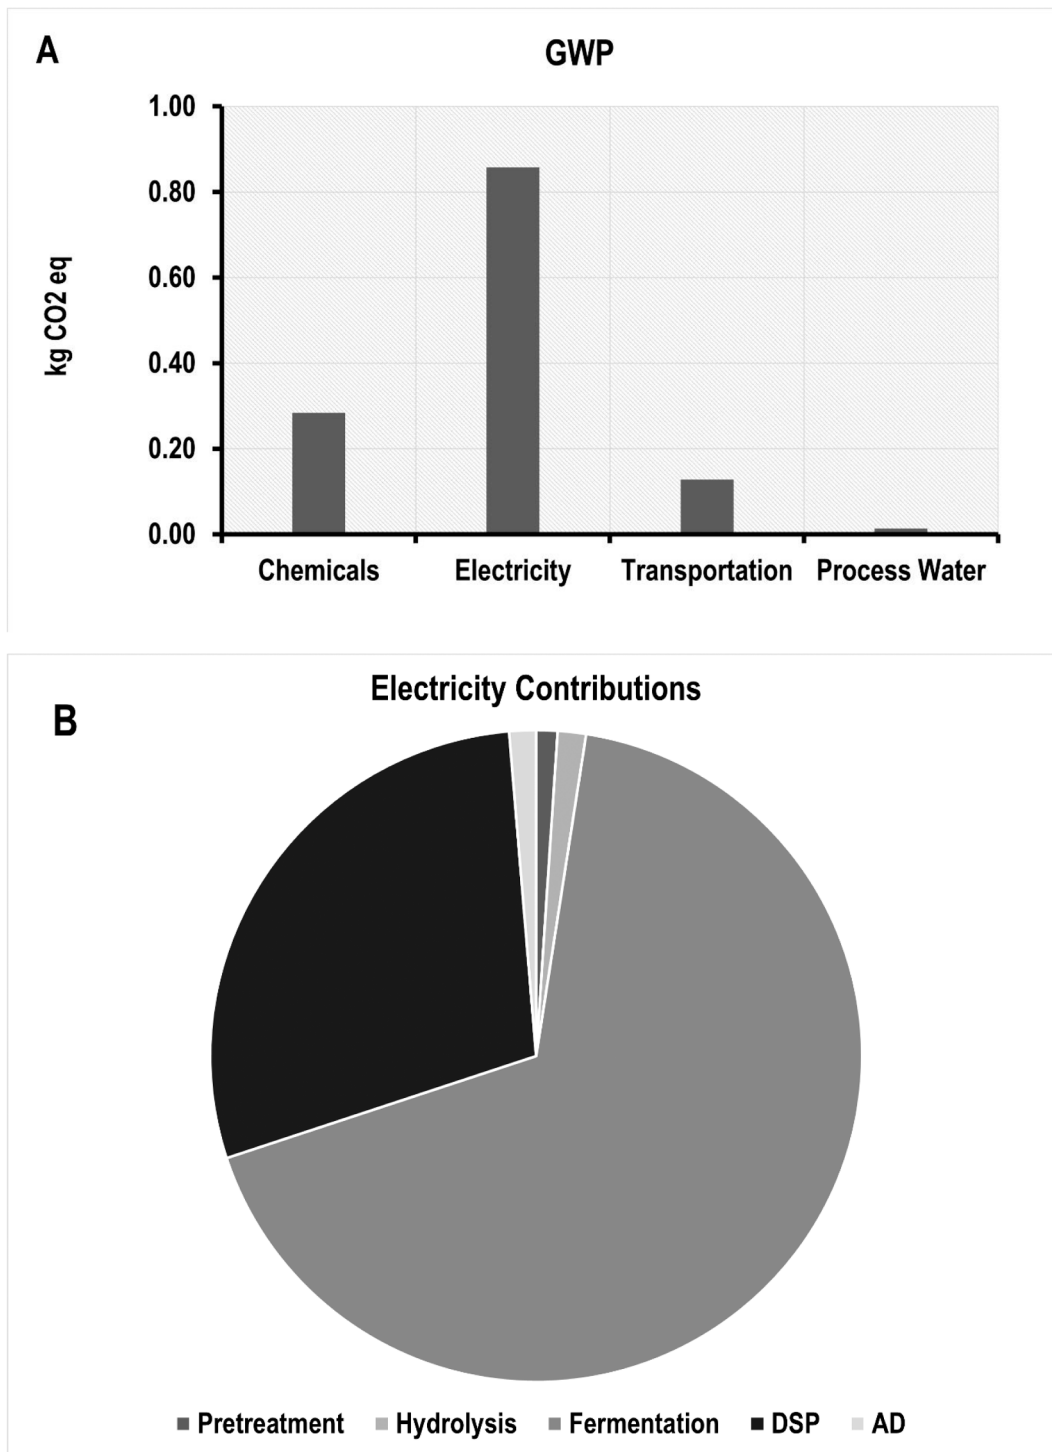 A
GWP
1.00
0.80
0.60
0.40
0.20
0.00
kg CO2 eq
Chemicals Electricity Transportation Process Water
Electricity Contributions
B
Pretreatment Hydrolysis Fermentation DSP AD